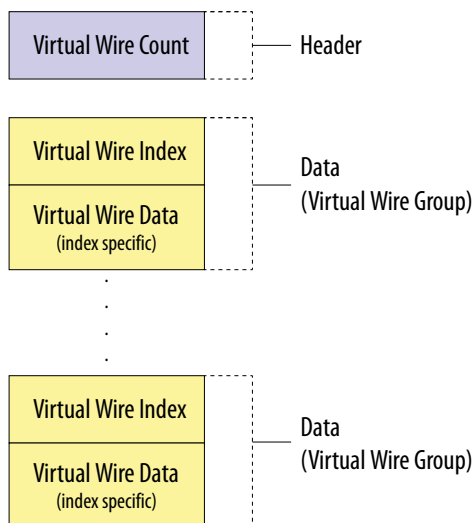 Virtual Wire Count
Header
Virtual Wire Index
Virtual Wire Data
(index specific)
Data
(Virtual Wire Group)
Virtual Wire Index
Virtual Wire Data
(index specific)
Data
(Virtual Wire Group)